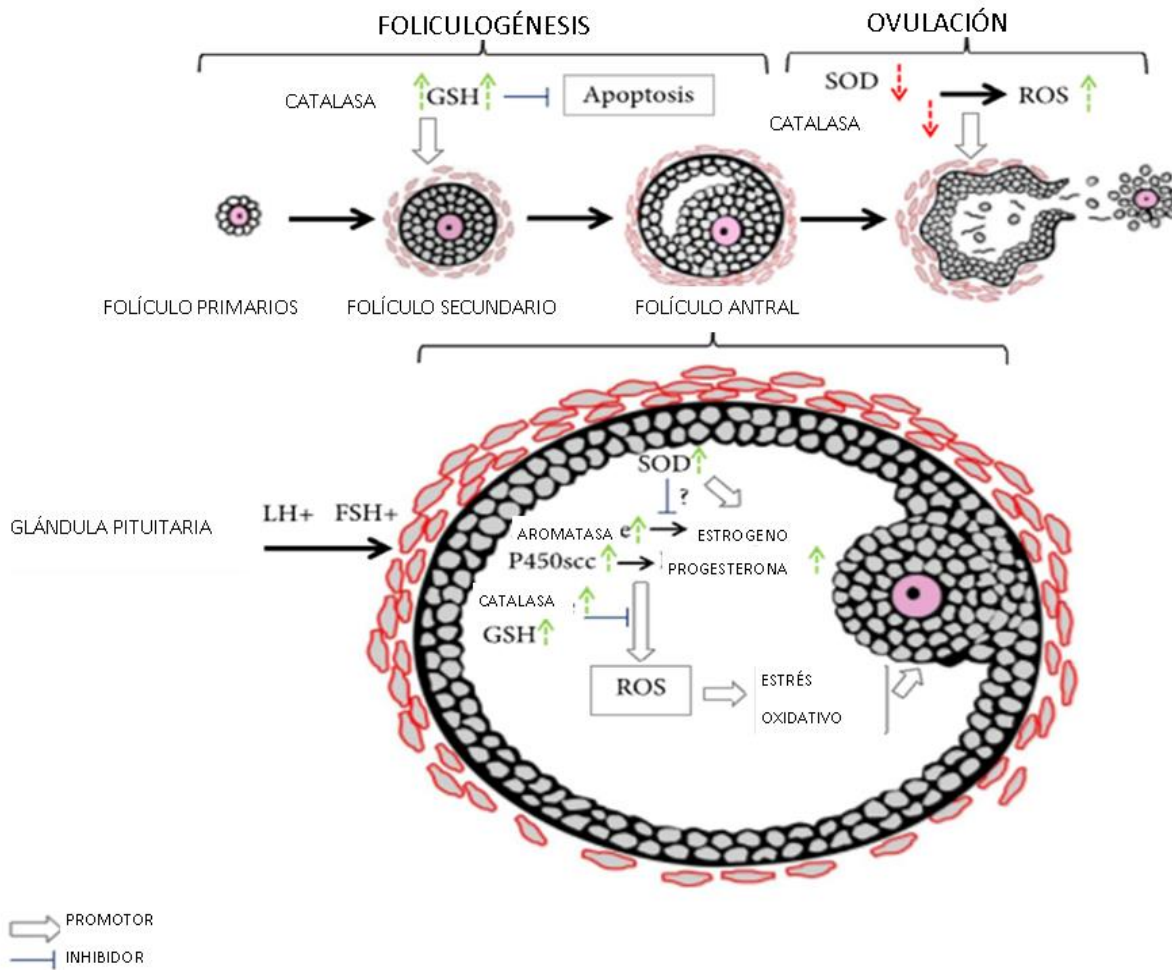 FOLICULOGÉNESIS
OVULACIÓN
CATALASA GSH Apoptosis
SOD ROS
CATALASA
FOLÍCULO PRIMARIOS FOLÍCULO SECUNDARIO FOLÍCULO ANTRAL
GLÁNDULA PITUITARIA LH+ FSH+
SOD
?
AROMATASA e ESTROGENO
P450scc PROGESTERONA
CATALASA
GSH
ROS
ESTRÉS
OXIDATIVO
PROMOTOR
INHIBIDOR